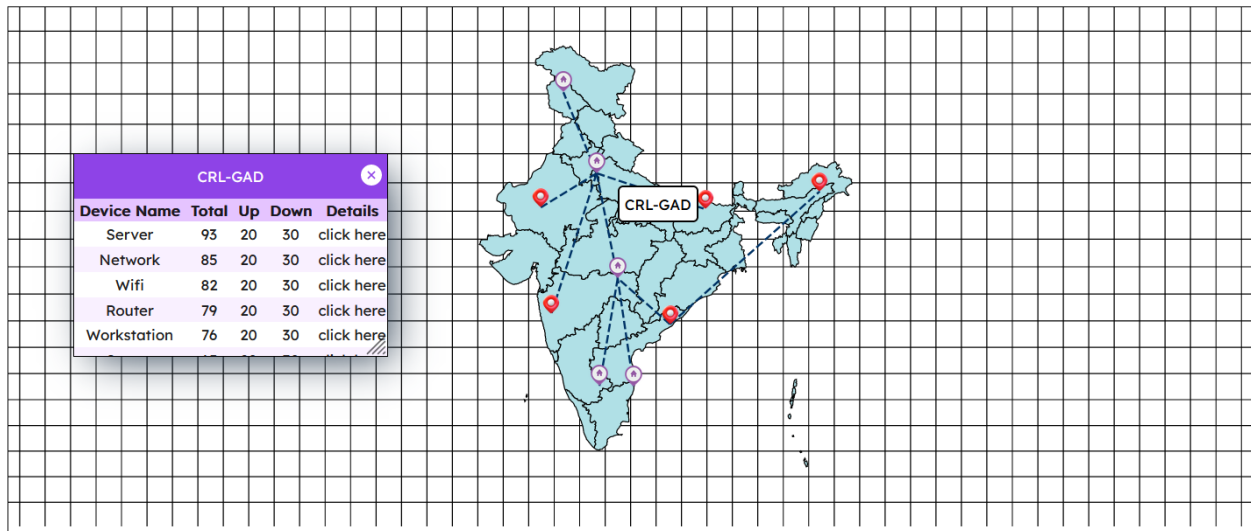 CRL-GAD
Device Name Total Up Down Details
Server 93 20 30 click here
Network 85 20 30 click here
Wifi 82 20 30 click here
Router 79 20 30 click here
Workstation 76 20 30 click here
CRL-GAD